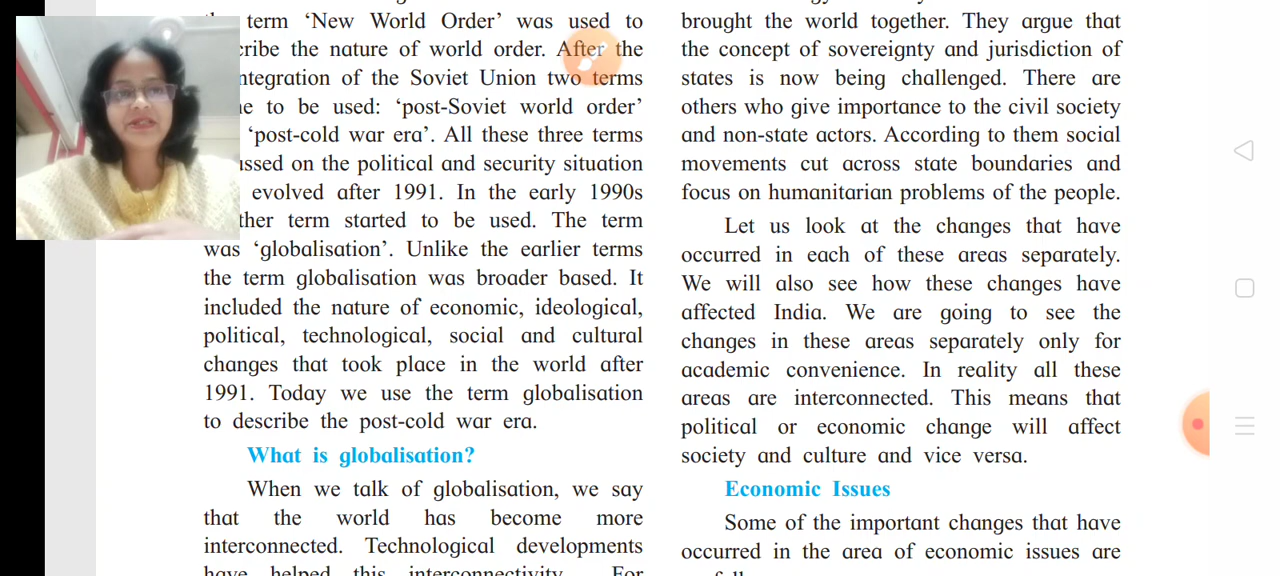 term ‘New World Order’ was used to
cribe the nature of world order. After the
ntegration of the Soviet Union two terms
e to be used: ‘post-Soviet world order’
‘post-cold war era’. All these three terms
ussed on the political and security situation
evolved after 1991. In the early 1990s
ther term started to be used. The term
was ‘globalisation’. Unlike the earlier terms
the term globalisation was broader based. It
included the nature of economic, ideological,
political, technological, social and cultural
changes that took place in the world after
1991. Today we use the term globalisation
to describe the post-cold war era.
What is globalisation?
When we talk of globalisation, we say
that the world has become more
interconnected. Technological developments
have helped this interconnectivity. For
brought the world together. They argue that
the concept of sovereignty and jurisdiction of
states is now being challenged. There are
others who give importance to the civil society
and non-state actors. According to them social
movements cut across state boundaries and
focus on humanitarian problems of the people.
Let us look at the changes that have
occurred in each of these areas separately.
We will also see how these changes have
affected India. We are going to see the
changes in these areas separately only for
academic convenience. In reality all these
areas are interconnected. This means that
political or economic change will affect
society and culture and vice versa.
Economic Issues
Some of the important changes that have
occurred in the area of economic issues are